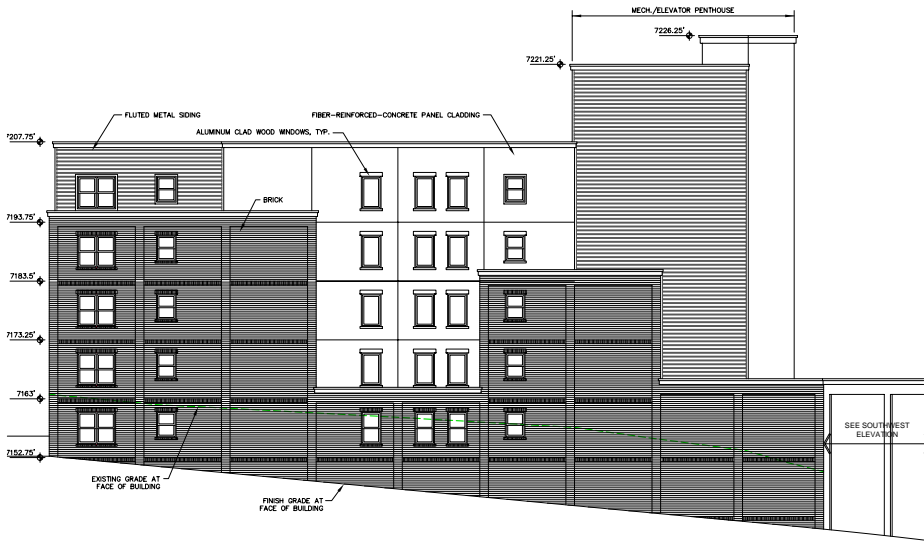 MECH./ELEVATOR PENTHOUSE
7226.25'
7221.25'
FLUTED METAL SIDING
FIBER-REINFORCED-CONCRETE PANEL CLADDING
ALUMINUM CLAD WOOD WINDOWS, TYP.
7207.75'
BRICK
7193.75'
7183.5'
7173.25'
7163'
SEE SOUTHWEST
ELEVATION
7152.75'
EXISTING GRADE AT
FACE OF BUILDING
FINISH GRADE AT
FACE OF BUILDING